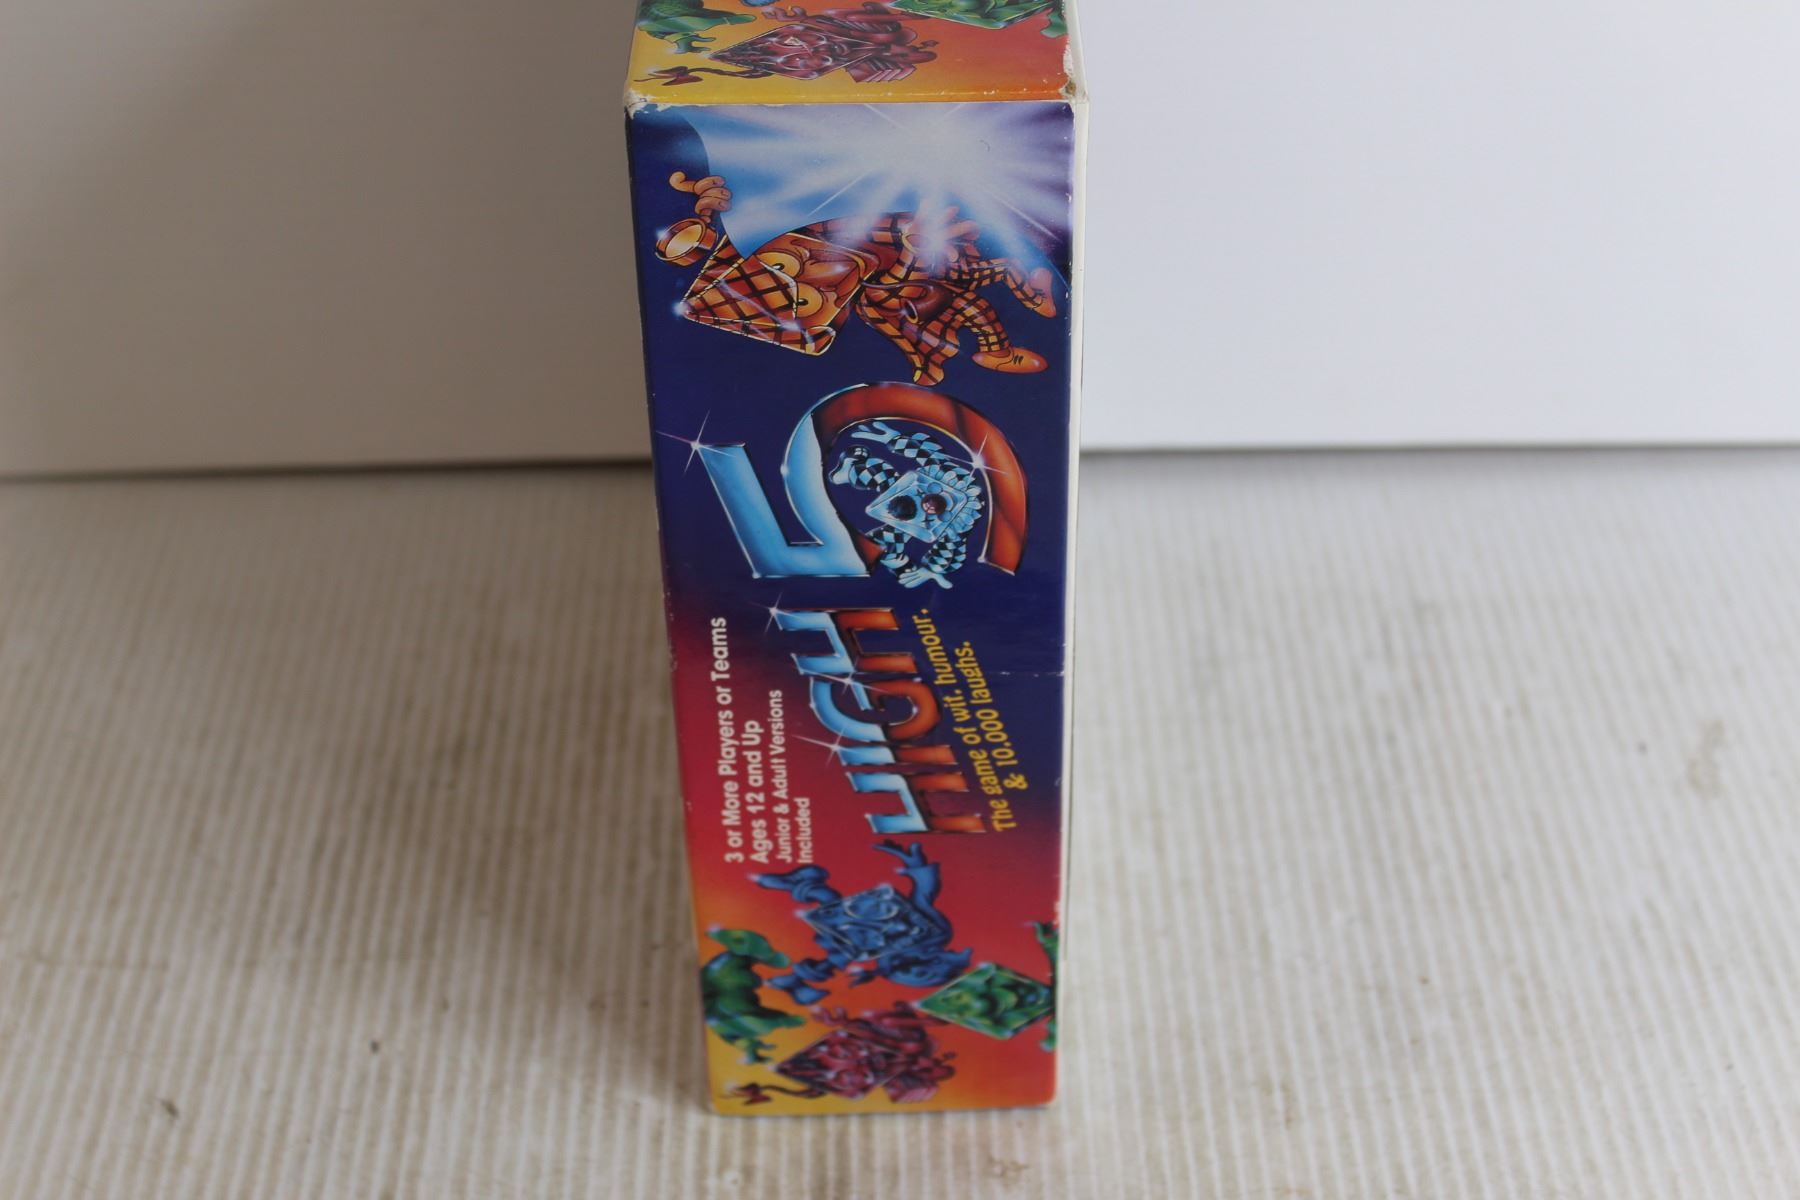 3 or More Players or Teams
Ages 12 and Up
Junior & Adult Versions
Included
HIGH 5
The game of wit, humour,
& 10,000 laughs.